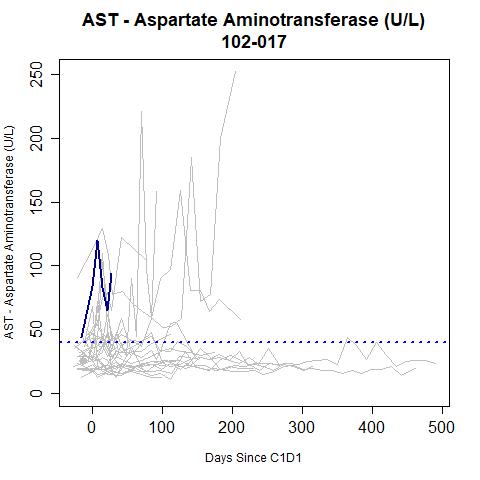 AST - Aspartate Aminotransferase (U/L)
102-017
AST - Aspartate Aminotransferase (U/L)
250
200
150
100
50
0
0 100 200 300 400 500
Days Since C1D1